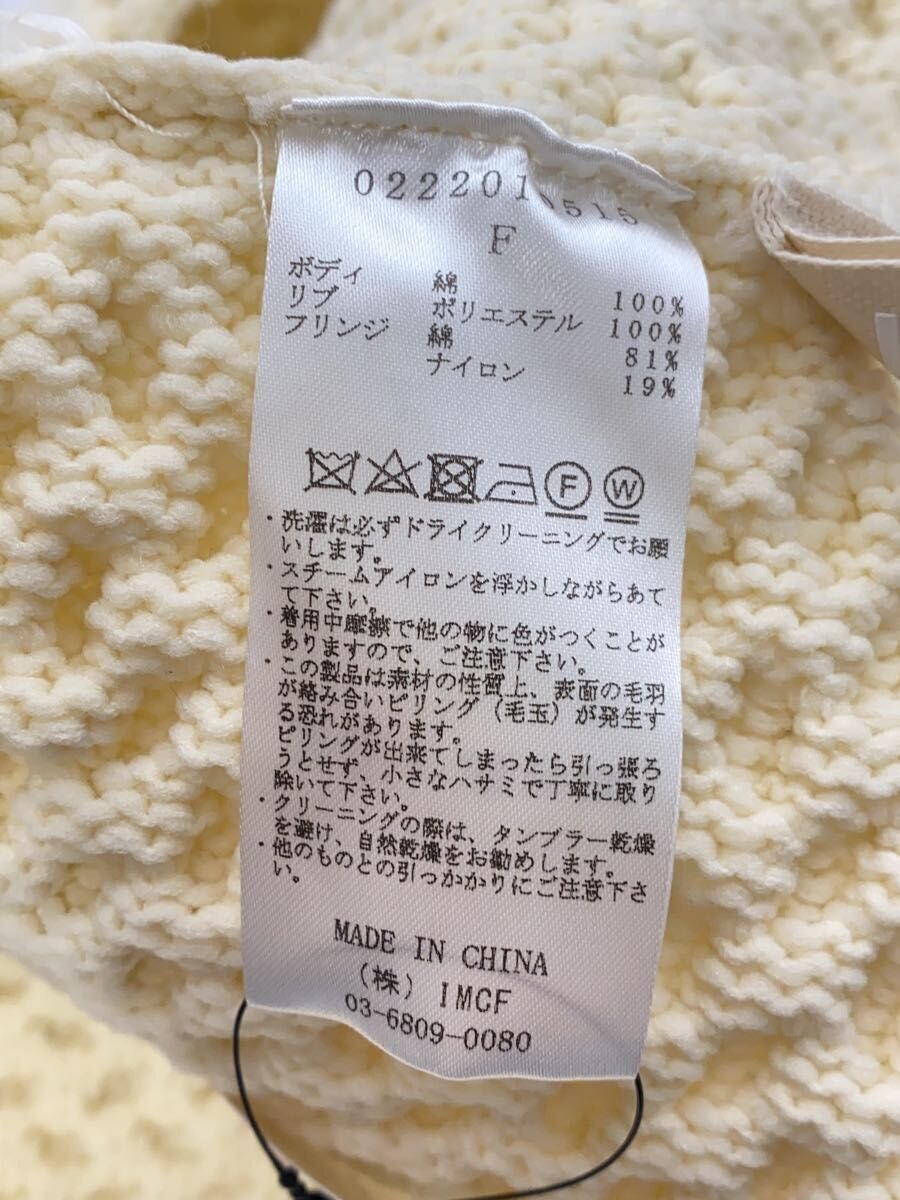 0222010515
F
ボディ 綿 100%
リブ ポリエステル 100%
フリンジ 綿 81%
ナイロン 19%
F W
・洗濯は必ずドライクリーニングでお願
いします。
・スチームアイロンを浮かしながらあて
て下さい。
・着用中摩擦で他の物に色がつくことが
ありますので、ご注意下さい。
・この製品は素材の性質上、表面の毛羽
が絡み合いピリング（毛玉）が発生す
る恐れがあります。
ピリングが出来てしまったら引っ張ろ
うとせず、小さなハサミで丁寧に取り
除いて下さい。
・クリーニングの際は、タンブラー乾燥
を避け、自然乾燥をお勧めします。
・他のものとの引っかかりにご注意下さ
い。
MADE IN CHINA
（株）IMCF
03-6809-0080